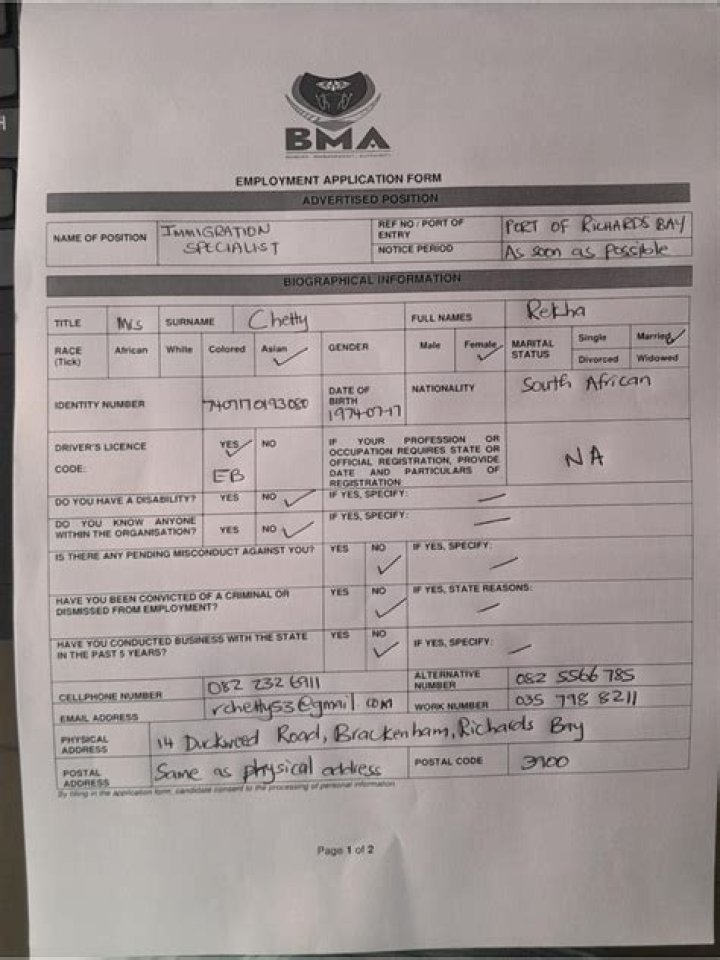 H
BMA
EMPLOYMENT APPLICATION FORM
ADVERTISED POSITION
NAME OF POSITION IMMIGRATION SPECIALIST REF NO / PORT OF ENTRY PORT OF RICHARDS BAY
NOTICE PERIOD As soon as possible
BIOGRAPHICAL INFORMATION
TITLE Mrs SURNAME Chetty FULL NAMES Rekha
RACE (Tick) African White Colored Asian ✓ GENDER Male Female ✓ MARITAL STATUS Single Married ✓
Divorced Widowed
IDENTITY NUMBER 7407170193080 DATE OF BIRTH 1974-07-17 NATIONALITY South African
DRIVER'S LICENCE YES ✓ NO IF YOUR PROFESSION OR OCCUPATION REQUIRES STATE OR OFFICIAL REGISTRATION, PROVIDE DATE AND PARTICULARS OF REGISTRATION: NA
CODE: EB
DO YOU HAVE A DISABILITY? YES NO ✓ IF YES, SPECIFY: —
DO YOU KNOW ANYONE WITHIN THE ORGANISATION? YES NO ✓ IF YES, SPECIFY: —
IS THERE ANY PENDING MISCONDUCT AGAINST YOU? YES NO ✓ IF YES, SPECIFY: —
HAVE YOU BEEN CONVICTED OF A CRIMINAL OR DISMISSED FROM EMPLOYMENT? YES NO ✓ IF YES, STATE REASONS: —
HAVE YOU CONDUCTED BUSINESS WITH THE STATE IN THE PAST 5 YEARS? YES NO ✓ IF YES, SPECIFY: —
CELLPHONE NUMBER 082 232 6911 ALTERNATIVE NUMBER 082 5566 785
EMAIL ADDRESS rchetty53@gmail com WORK NUMBER 035 798 8211
PHYSICAL ADDRESS 14 Duckweed Road, Brackenham, Richards Bay
POSTAL ADDRESS Same as physical address POSTAL CODE 3900
By filling in the application form, candidate consent to the processing of personal information
Page 1 of 2